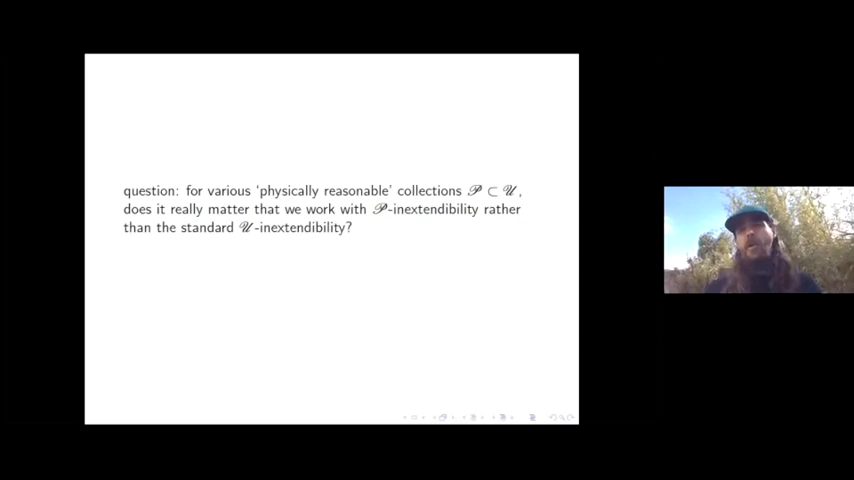 question: for various ‘physically reasonable’ collections 𝒫 ⊂ 𝒰,
does it really matter that we work with 𝒫-inextendibility rather
than the standard 𝒰-inextendibility?